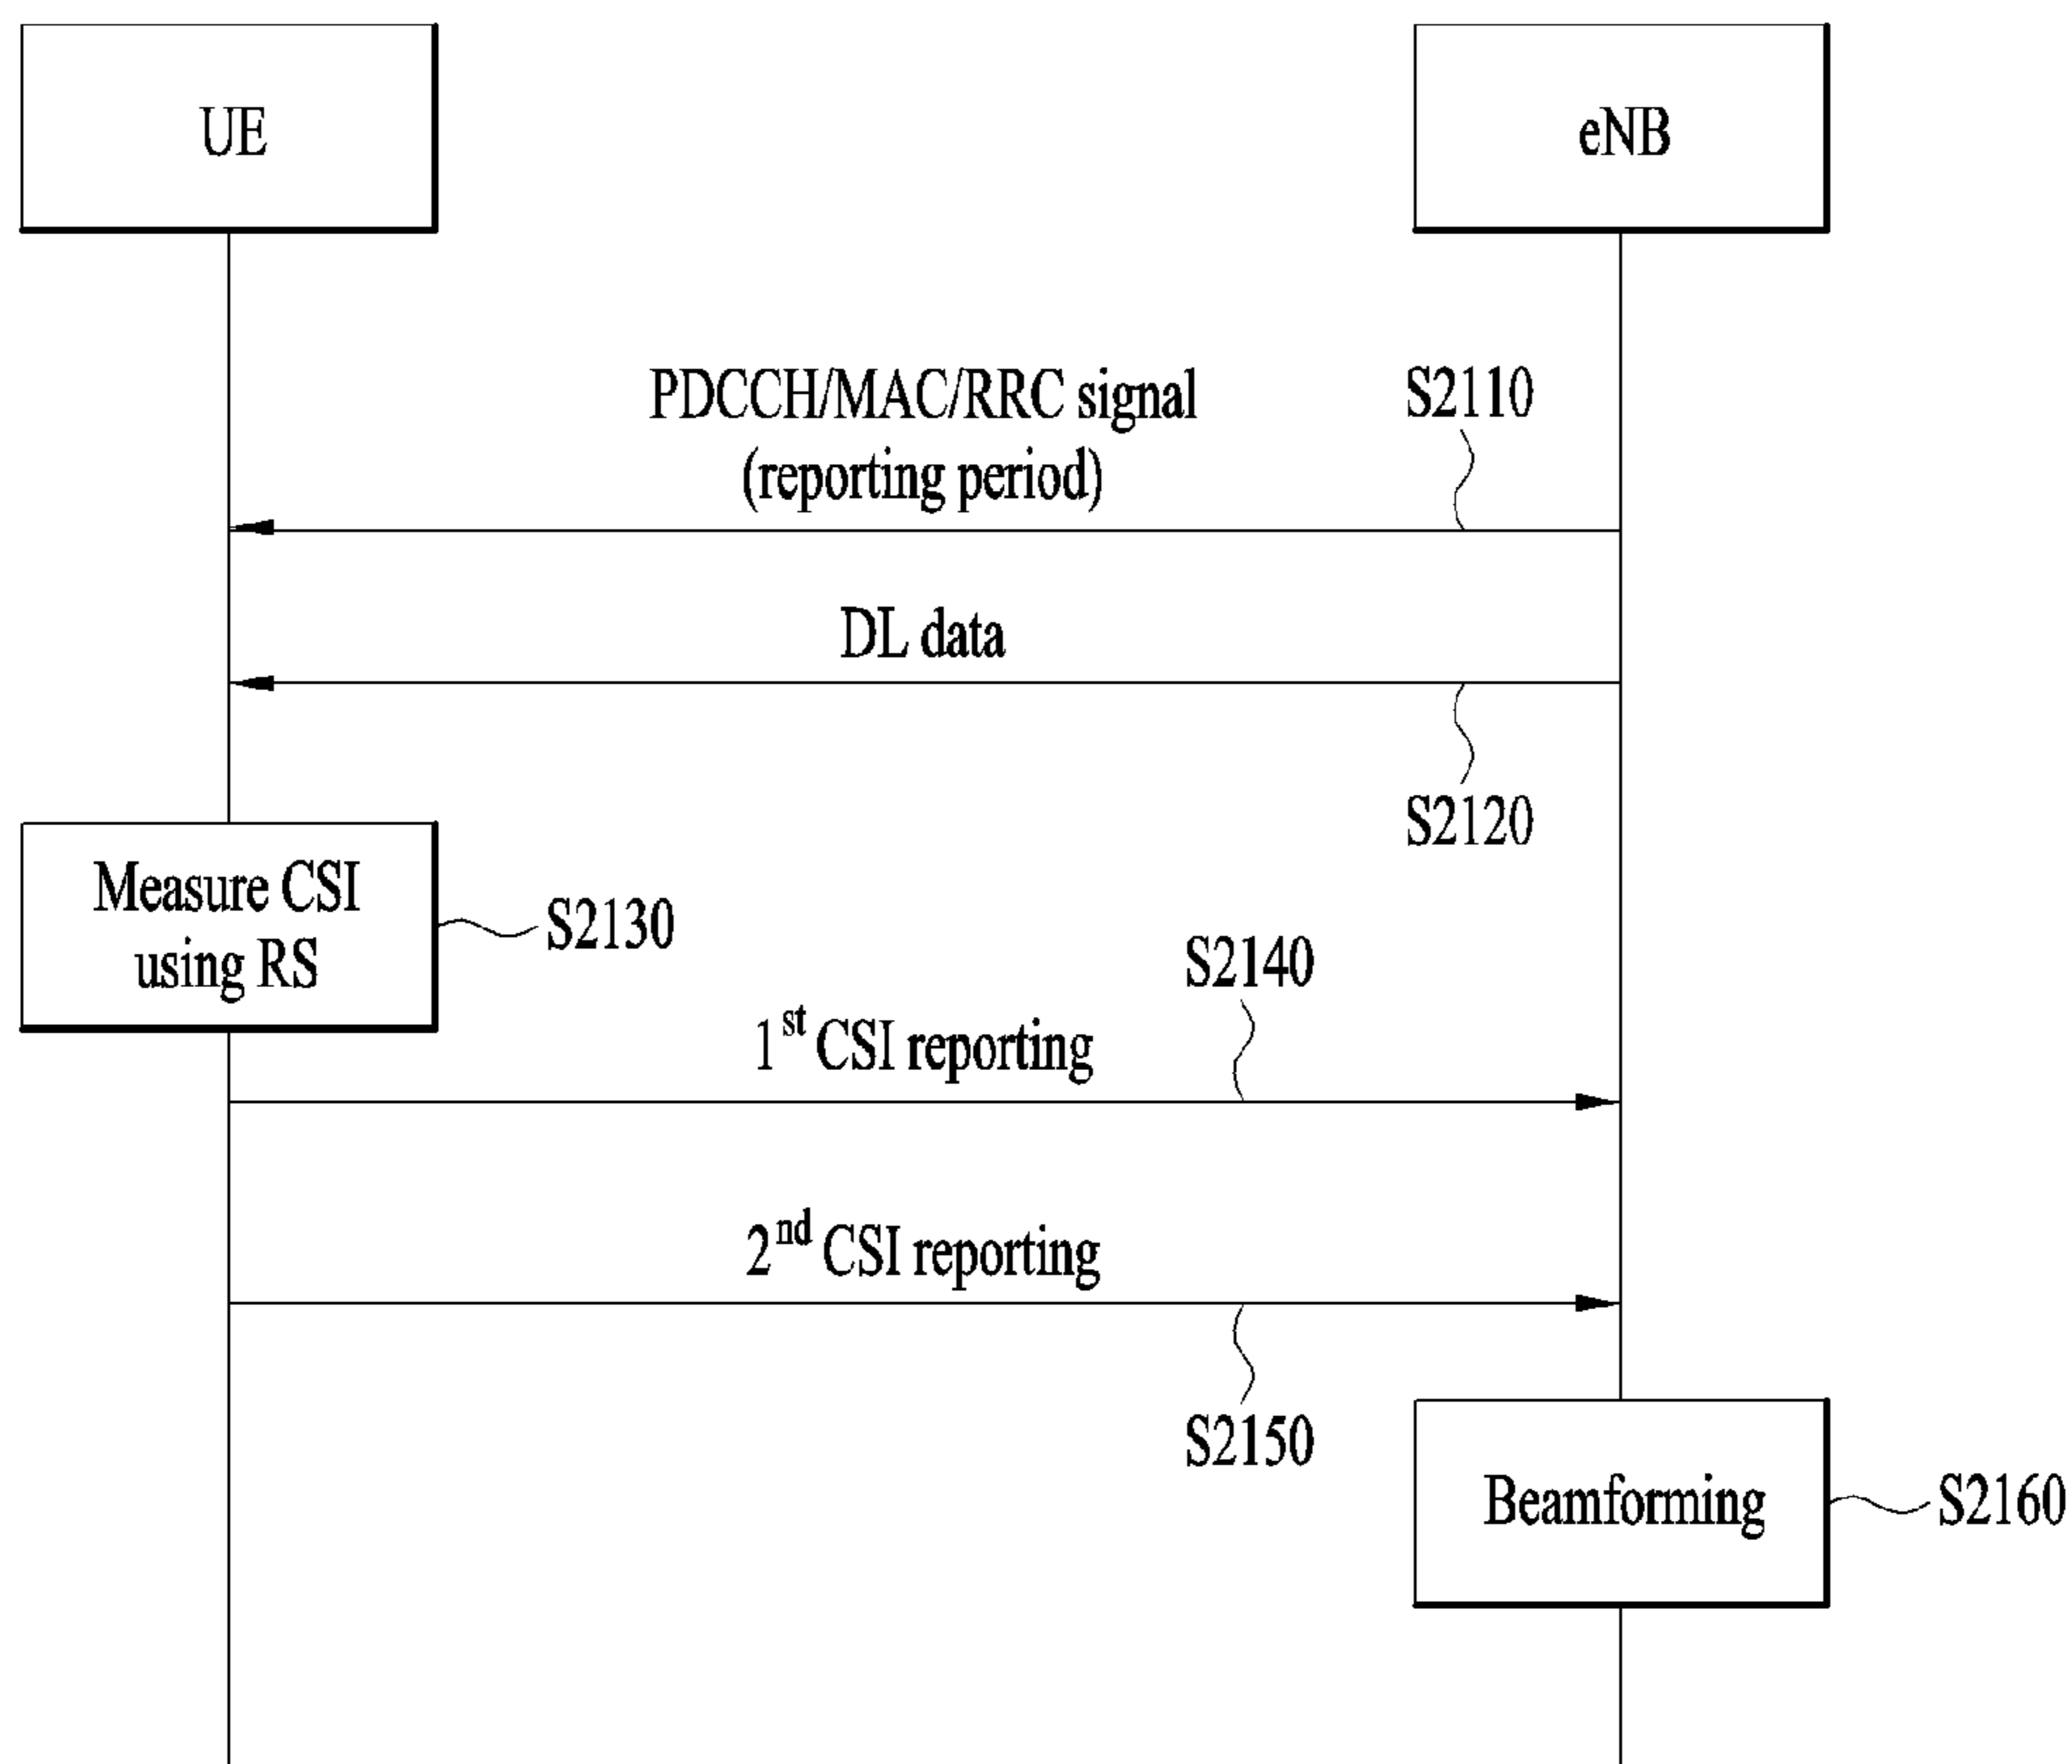 UE
eNB
PDCCH/MAC/RRC signal
(reporting period)
S2110
DL data
S2120
Measure CSI
using RS
S2130
S2140
1st CSI reporting
2nd CSI reporting
S2150
Beamforming
S2160